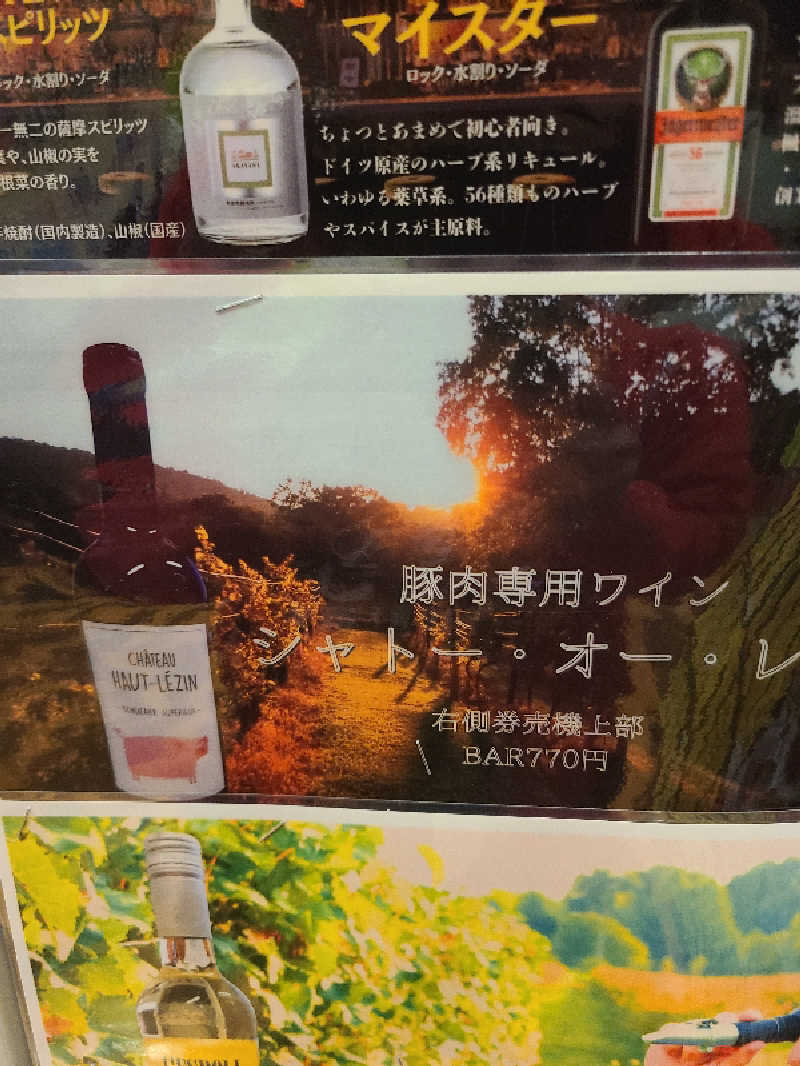 スピリッツ
ック・水割り・ソーダ
一無二の薩摩スピリッツ
や、山椒の実を
根菜の香り。
焼酎(国内製造)、山椒(国産)
マイスター
ロック・水割り・ソーダ
ちょっとあまめで初心者向き。
ドイツ原産のハーブ系リキュール。
いわゆる薬草系。56種類ものハーブ
やスパイスが主原料。
56
豚肉専用ワイン
シャトー・オー・レ
右側券売機上部
BAR770円
CHÂTEAU
HAUT-LÉZIN